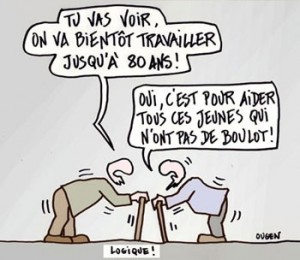 TU VAS VOIR,
ON VA BIENTÔT TRAVAILLER
JUSQU'A 80 ANS !
OUI, C'EST POUR AIDER
TOUS CES JEUNES QUI
N'ONT PAS DE BOULOT !
LOGIQUE !
OUGEN